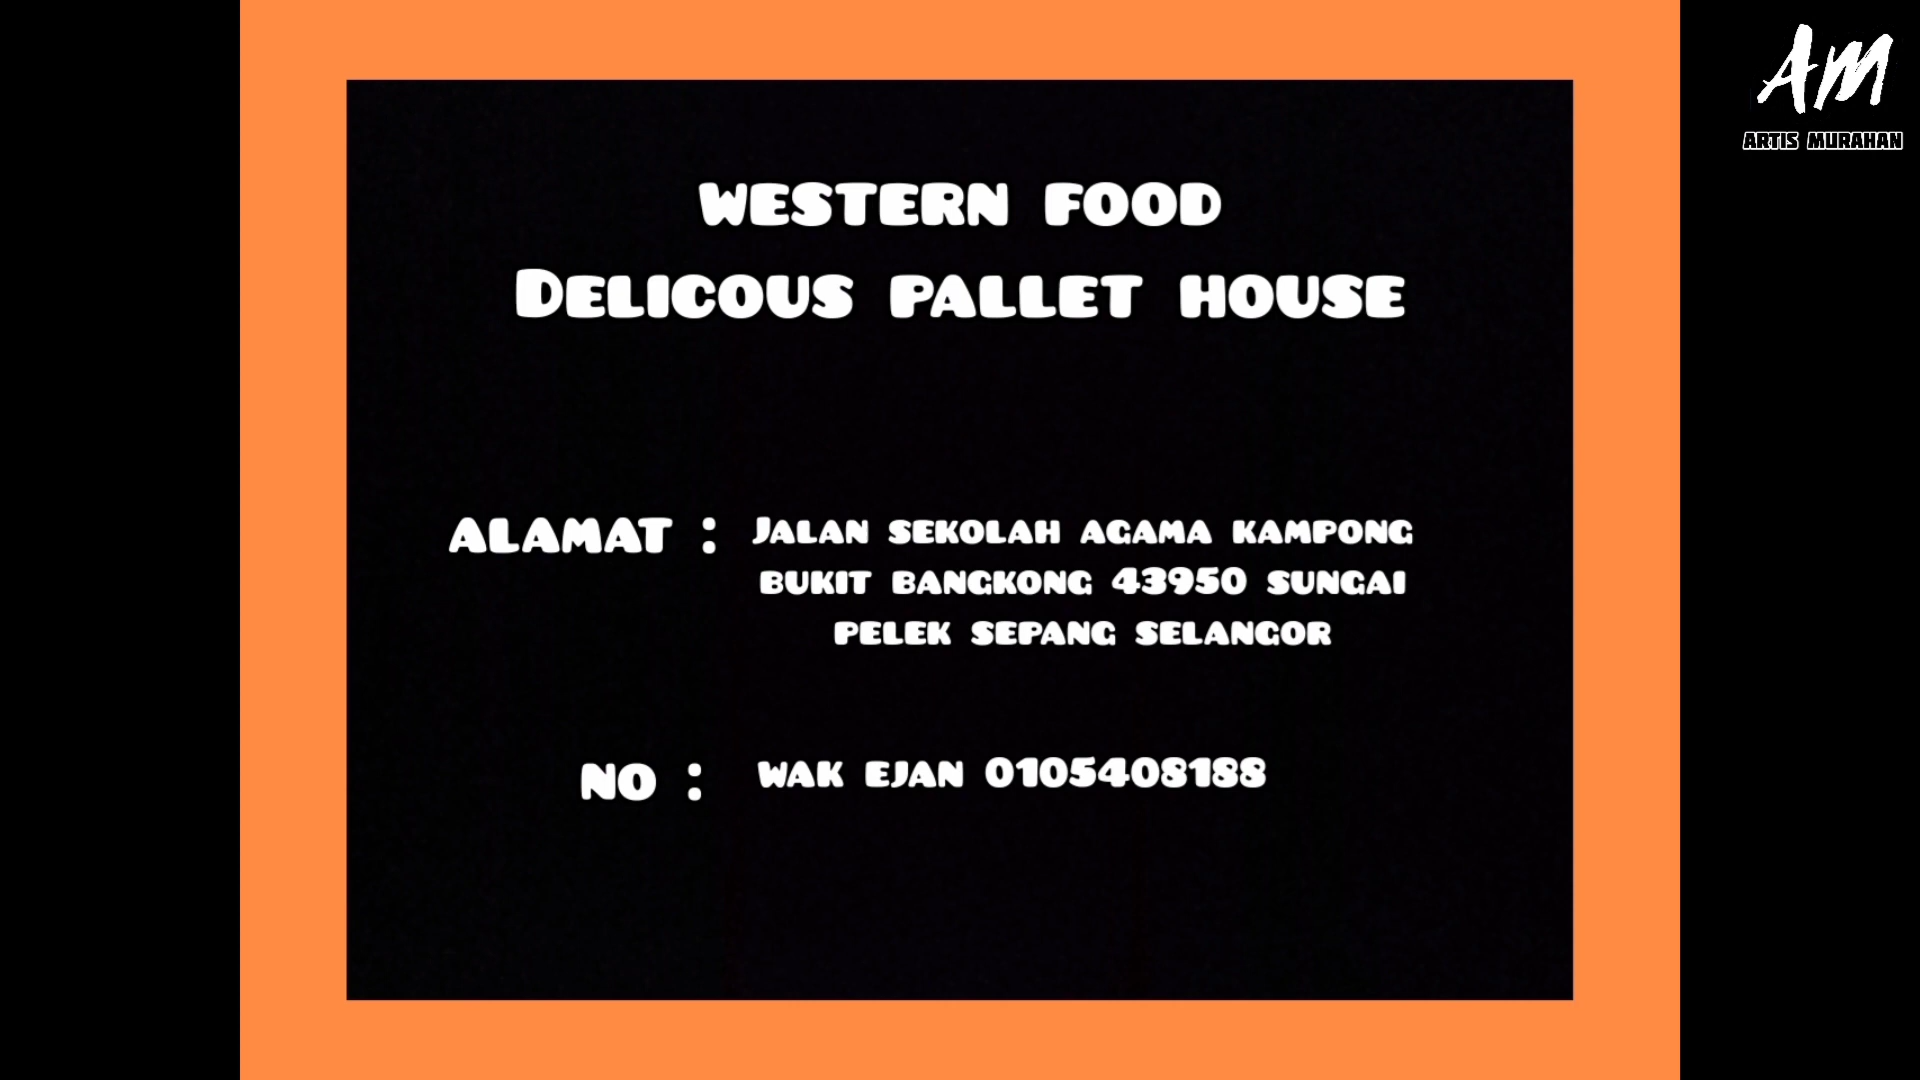 AM
ARTIS MURAHAN
WESTERN FOOD
DELICOUS PALLET HOUSE
ALAMAT : JALAN SEKOLAH AGAMA KAMPONG
BUKIT BANGKONG 43950 SUNGAI
PELEK SEPANG SELANGOR
NO : WAK EJAN 0105408188